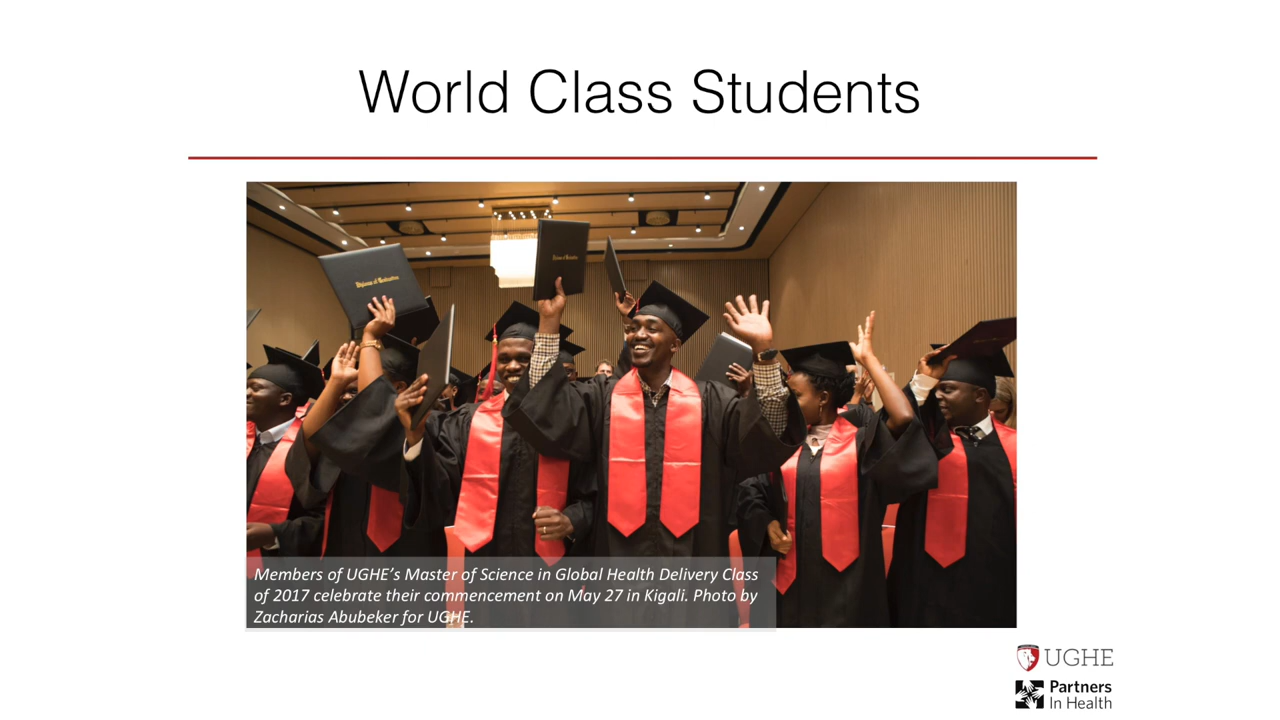 World Class Students
Members of UGHE's Master of Science in Global Health Delivery Class
of 2017 celebrate their commencement on May 27 in Kigali. Photo by
Zacharias Abubeker for UGHE.
UGHE
Partners
In Health